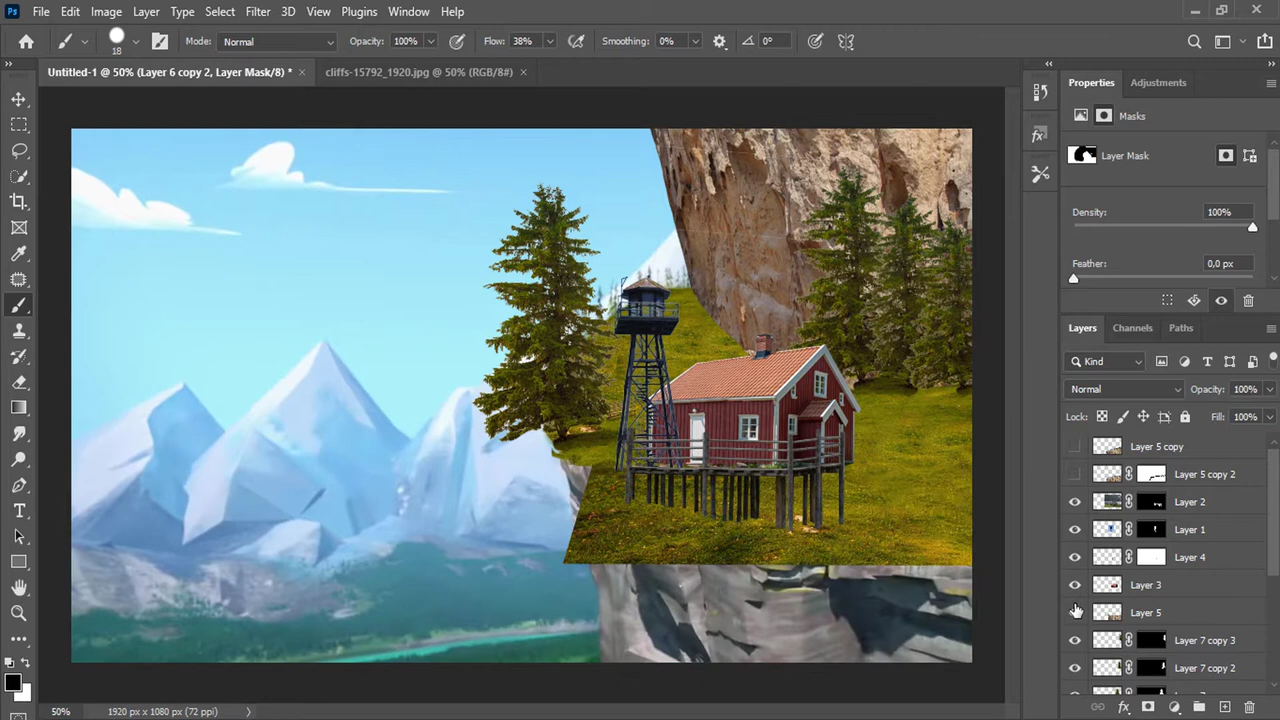 Ps File Edit Image Layer Type Select Filter 3D View Plugins Window Help
18 Mode: Normal Opacity: 100% Flow: 38% Smoothing: 0% 0°
Untitled-1 @ 50% (Layer 6 copy 2, Layer Mask/8) * × cliffs-15792_1920.jpg @ 50% (RGB/8#) ×
Properties Adjustments
Masks
Layer Mask
Density: 100%
Feather: 0,0 px
Layers Channels Paths
Kind
Normal Opacity: 100%
Lock: Fill: 100%
Layer 5 copy
Layer 5 copy 2
Layer 2
Layer 1
Layer 4
Layer 3
Layer 5
Layer 7 copy 3
Layer 7 copy 2
50% 1920 px x 1080 px (72 ppi)